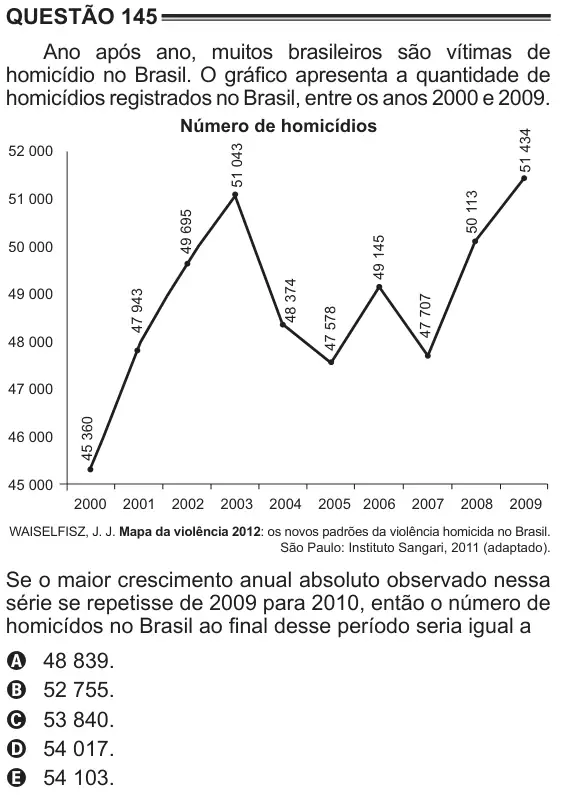 QUESTÃO 145
Ano após ano, muitos brasileiros são vítimas de
homicídio no Brasil. O gráfico apresenta a quantidade de
homicídios registrados no Brasil, entre os anos 2000 e 2009.
Número de homicídios
52 000
51 000
50 000
49 000
48 000
47 000
46 000
45 000
45 360
47 943
49 695
51 043
48 374
47 578
49 145
47 707
50 113
51 434
2000 2001 2002 2003 2004 2005 2006 2007 2008 2009
WAISELFISZ, J. J. Mapa da violência 2012: os novos padrões da violência homicida no Brasil.
São Paulo: Instituto Sangari, 2011 (adaptado).
Se o maior crescimento anual absoluto observado nessa
série se repetisse de 2009 para 2010, então o número de
homicídos no Brasil ao final desse período seria igual a
A 48 839.
B 52 755.
C 53 840.
D 54 017.
E 54 103.